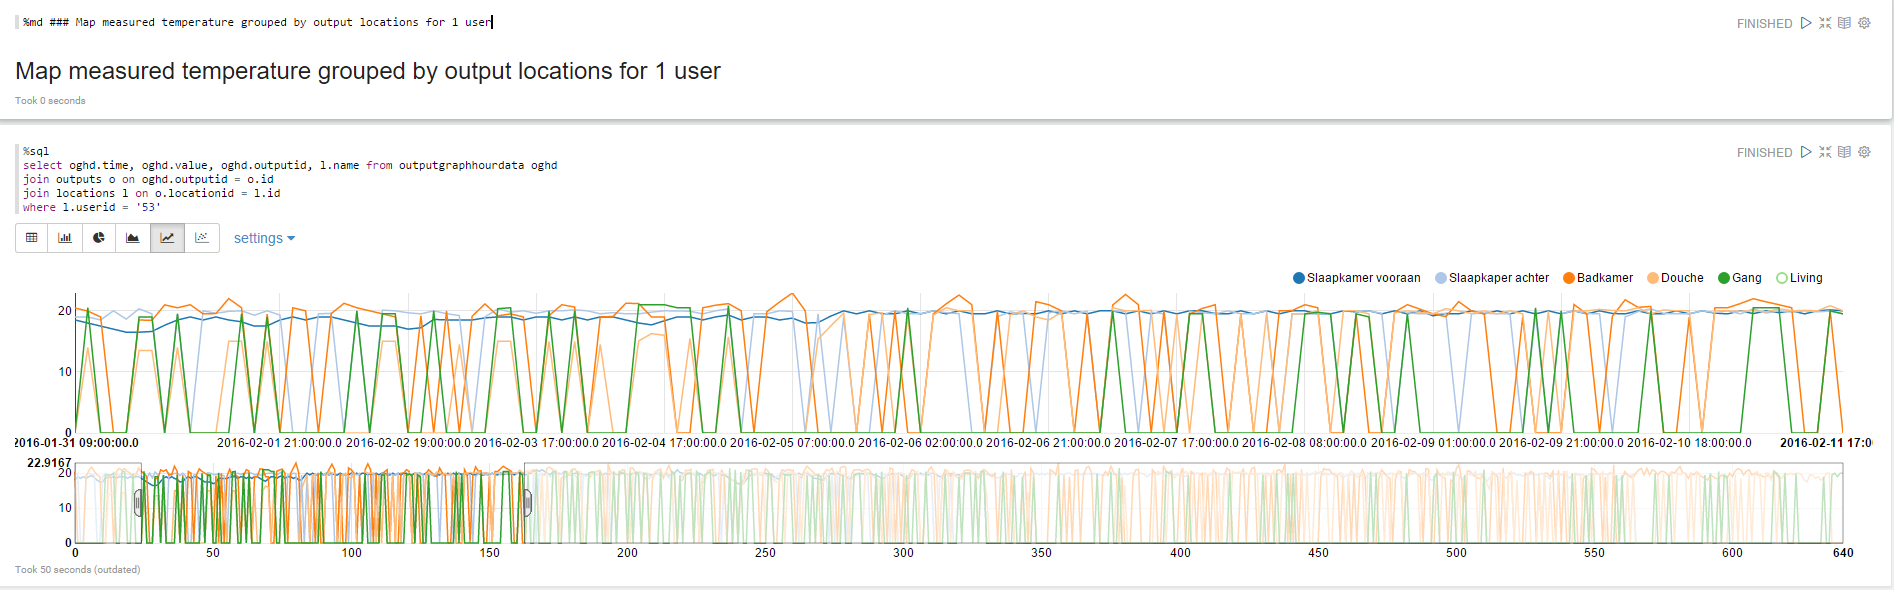 %md ### Map measured temperature grouped by output locations for 1 user
FINISHED
Map measured temperature grouped by output locations for 1 user
Took 0 seconds
%sql
FINISHED
select oghd.time, oghd.value, oghd.outputid, l.name from outputgraphhourdata oghd
join outputs o on oghd.outputid = o.id
join locations l on o.locationid = l.id
where l.userid = '53'
settings
Slaapkamer vooraan Slaapkaper achter Badkamer Douche Gang Living
20
10
0
2016-01-31 09:00:00.0 2016-02-01 21:00:00.0 2016-02-02 19:00:00.0 2016-02-03 17:00:00.0 2016-02-04 17:00:00.0 2016-02-05 07:00:00.0 2016-02-06 02:00:00.0 2016-02-06 21:00:00.0 2016-02-07 17:00:00.0 2016-02-08 08:00:00.0 2016-02-09 01:00:00.0 2016-02-09 21:00:00.0 2016-02-10 18:00:00.0 2016-02-11 17:0
22.9167
20
10
0
0 50 100 150 200 250 300 350 400 450 500 550 600 640
Took 50 seconds (outdated)